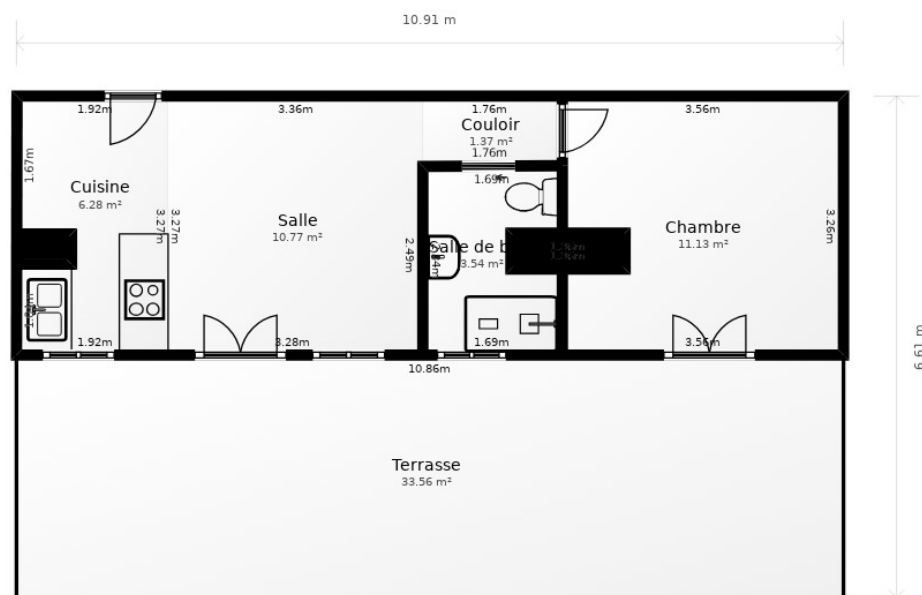 10.91 m
1.92m
3.36m
1.76m
3.56m
Couloir
1.37 m²
1.76m
1.67m
1.69m
Cuisine
6.28 m²
3.27m
3.27m
Salle
10.77 m²
Chambre
11.13 m²
3.26m
2.49m
Salle de b
3.54 m²
1.92m
3.28m
1.69m
3.56m
10.86m
6.61 m
Terrasse
33.56 m²